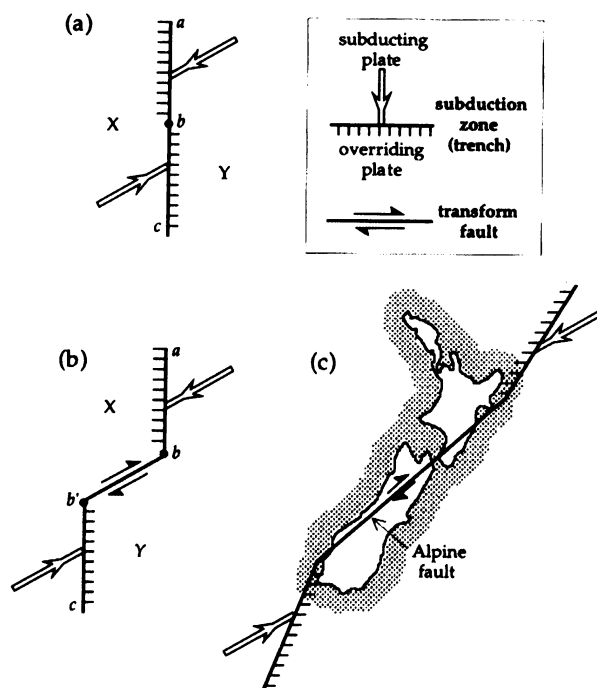 (a)
a
X
b
Y
c
subducting
plate
subduction
zone
(trench)
overriding
plate
transform
fault
(b)
a
X
b
b'
Y
c
(c)
Alpine
fault